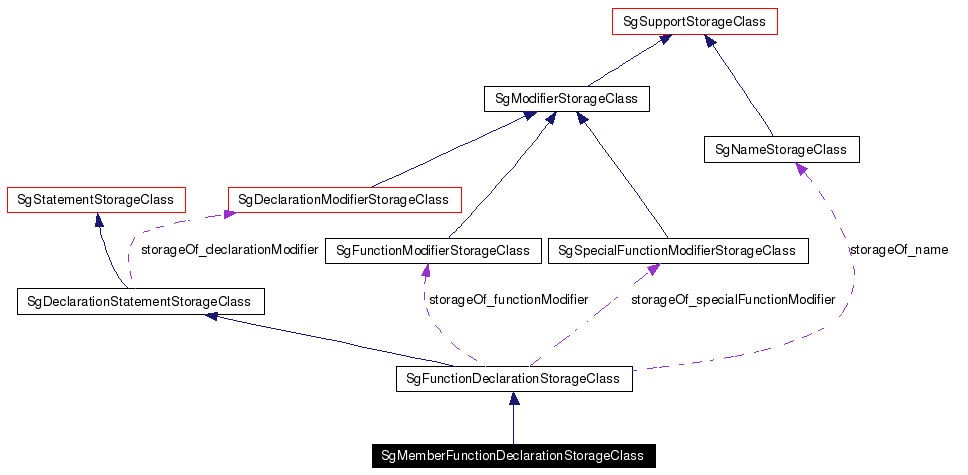 SgSupportStorageClass
SgModifierStorageClass
SgNameStorageClass
SgStatementStorageClass
SgDeclarationModifierStorageClass
storageOf_declarationModifier
SgFunctionModifierStorageClass
SgSpecialFunctionModifierStorageClass
storageOf_name
SgDeclarationStatementStorageClass
storageOf_functionModifier
storageOf_specialFunctionModifier
SgFunctionDeclarationStorageClass
SgMemberFunctionDeclarationStorageClass